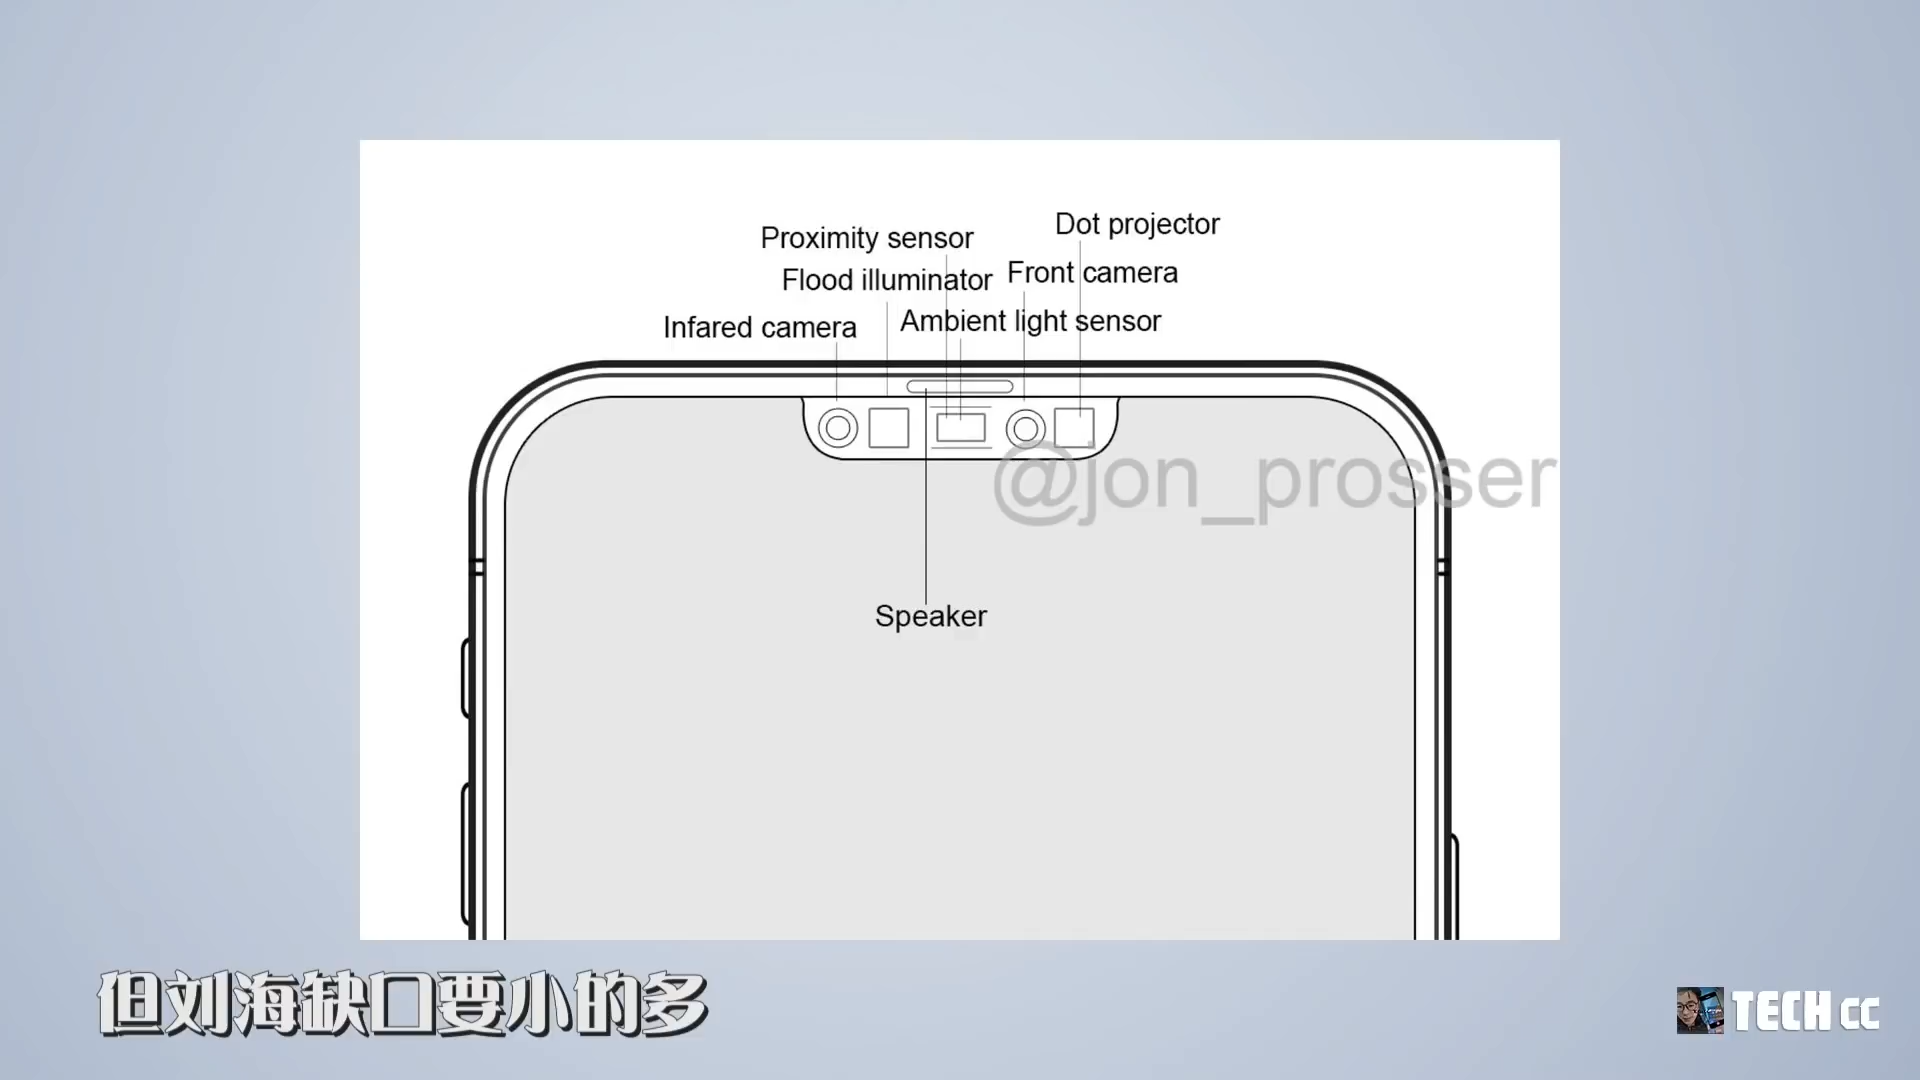 Dot projector
Proximity sensor
Front camera
Flood illuminator
Ambient light sensor
Infared camera
@jon_prosser
Speaker
但刘海缺口要小的多
TECH cc